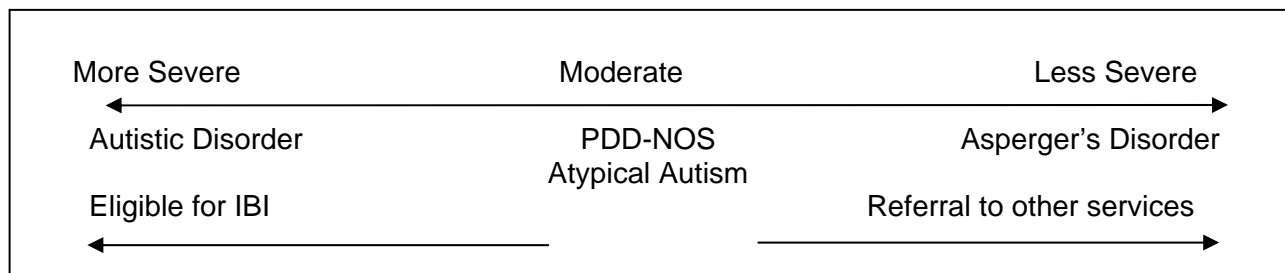 More Severe Moderate Less Severe
Autistic Disorder PDD-NOS Asperger's Disorder
Atypical Autism
Eligible for IBI Referral to other services